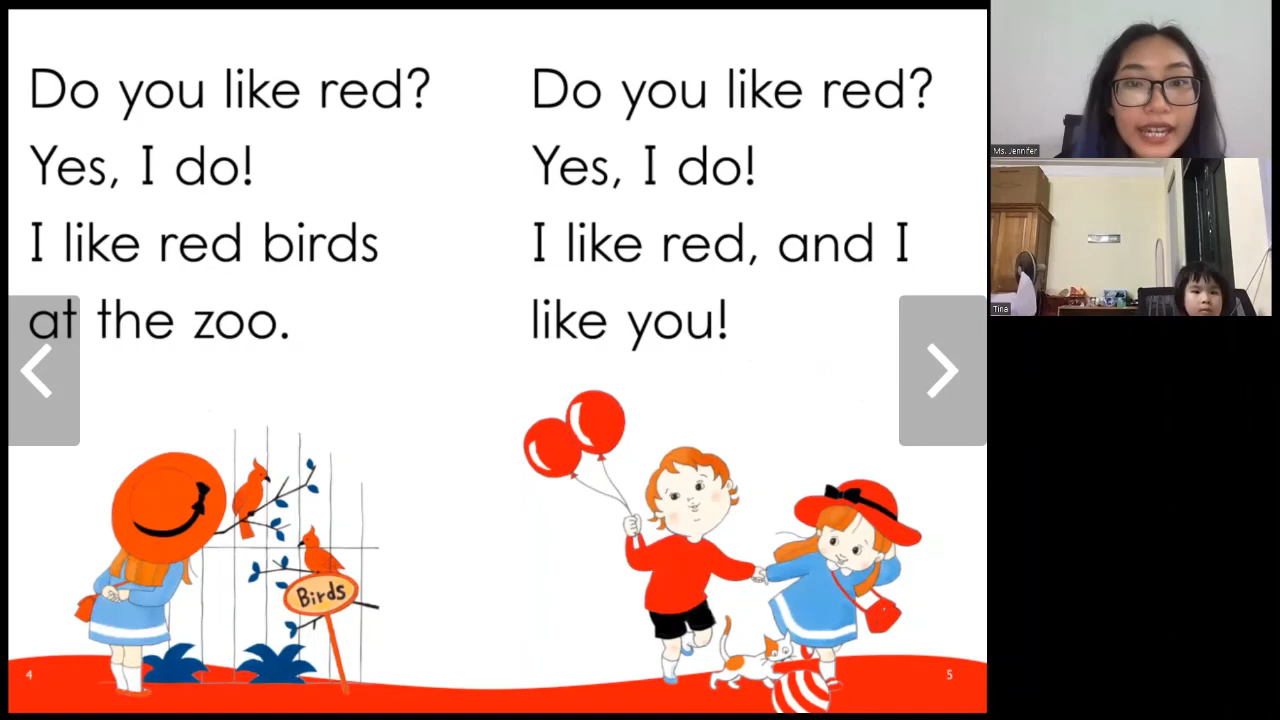 Do you like red?
Yes, I do!
I like red birds
at the zoo.
Birds
4
Do you like red?
Yes, I do!
I like red, and I
like you!
5
Ms. Jennifer
Tina